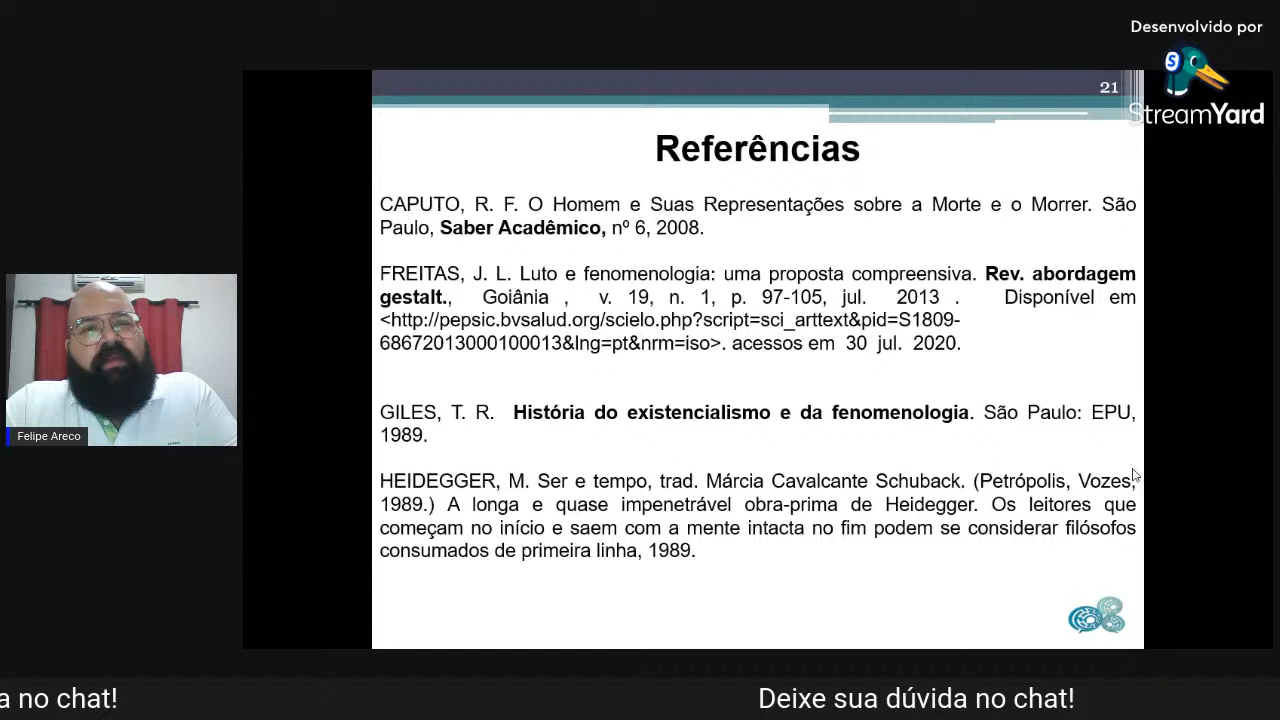 Desenvolvido por
StreamYard
21
Referências
CAPUTO, R. F. O Homem e Suas Representações sobre a Morte e o Morrer. São
Paulo, Saber Acadêmico, nº 6, 2008.
FREITAS, J. L. Luto e fenomenologia: uma proposta compreensiva. Rev. abordagem
gestalt., Goiânia , v. 19, n. 1, p. 97-105, jul. 2013 . Disponível em
<http://pepsic.bvsalud.org/scielo.php?script=sci_arttext&pid=S1809-
68672013000100013&lng=pt&nrm=iso>. acessos em 30 jul. 2020.
GILES, T. R. História do existencialismo e da fenomenologia. São Paulo: EPU,
1989.
HEIDEGGER, M. Ser e tempo, trad. Márcia Cavalcante Schuback. (Petrópolis, Vozes,
1989.) A longa e quase impenetrável obra-prima de Heidegger. Os leitores que
começam no início e saem com a mente intacta no fim podem se considerar filósofos
consumados de primeira linha, 1989.
Felipe Areco
a no chat!
Deixe sua dúvida no chat!